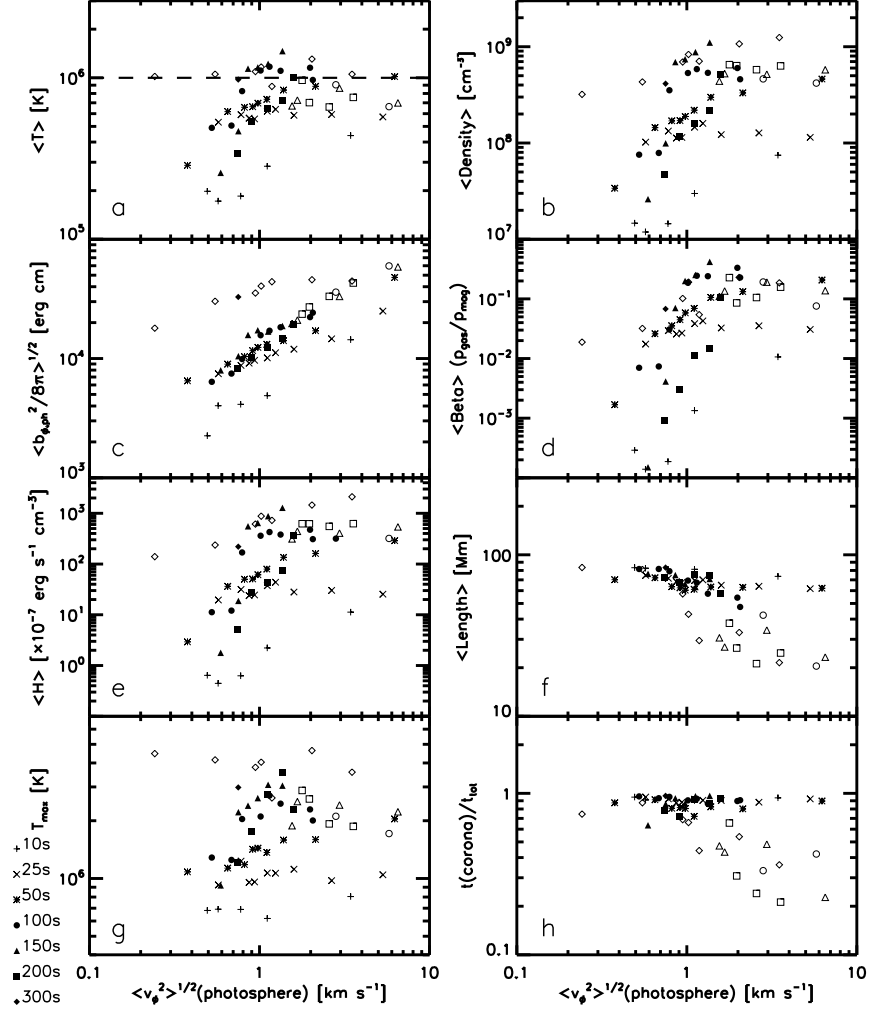 <T> [K]
10⁶
10⁵
a
<Density> [cm⁻³]
10⁹
10⁸
10⁷
b
<b_φ,ph²/8π>^1/2 [erg cm]
10⁴
10³
c
<Beta> (p_gas/p_mag)
10⁻¹
10⁻²
10⁻³
d
<H> [×10⁻⁷ erg s⁻¹ cm⁻³]
10³
10²
10¹
10⁰
e
<Length> [Mm]
100
10
f
T_max [K]
10⁶
g
t(corona)/t_tot
1
0.1
h
10s
25s
50s
100s
150s
200s
300s
0.1 1 10
<v_φ²>^1/2(photosphere) [km s⁻¹]
0.1 1 10
<v_φ²>^1/2(photosphere) [km s⁻¹]